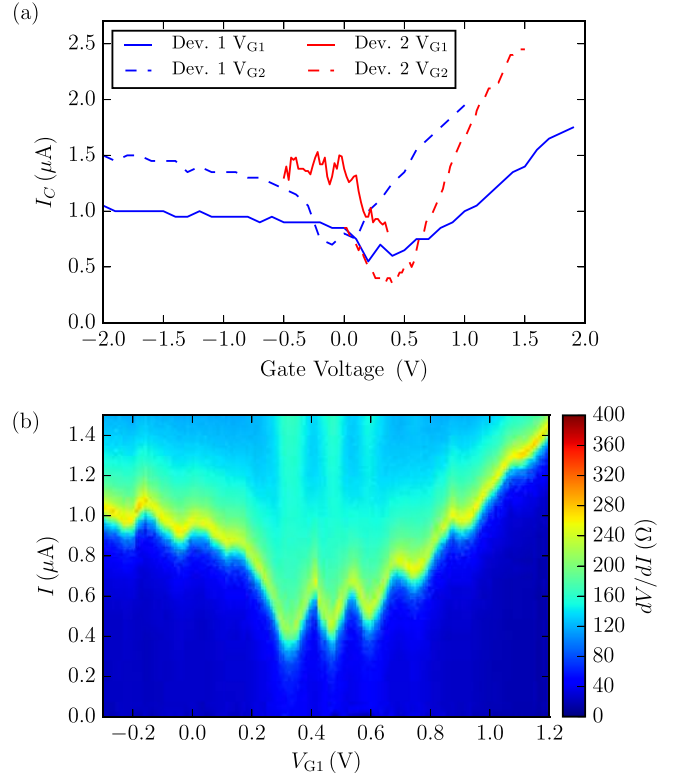 (a)
Dev. 1 V_G1
Dev. 2 V_G1
Dev. 1 V_G2
Dev. 2 V_G2
2.5
2.0
1.5
1.0
0.5
0.0
I_C (μA)
−2.0 −1.5 −1.0 −0.5 0.0 0.5 1.0 1.5 2.0
Gate Voltage (V)
(b)
1.4
1.2
1.0
0.8
0.6
0.4
0.2
0.0
I (μA)
−0.2 0.0 0.2 0.4 0.6 0.8 1.0 1.2
V_G1 (V)
400
360
320
280
240
200
160
120
80
40
0
dV/dI (Ω)